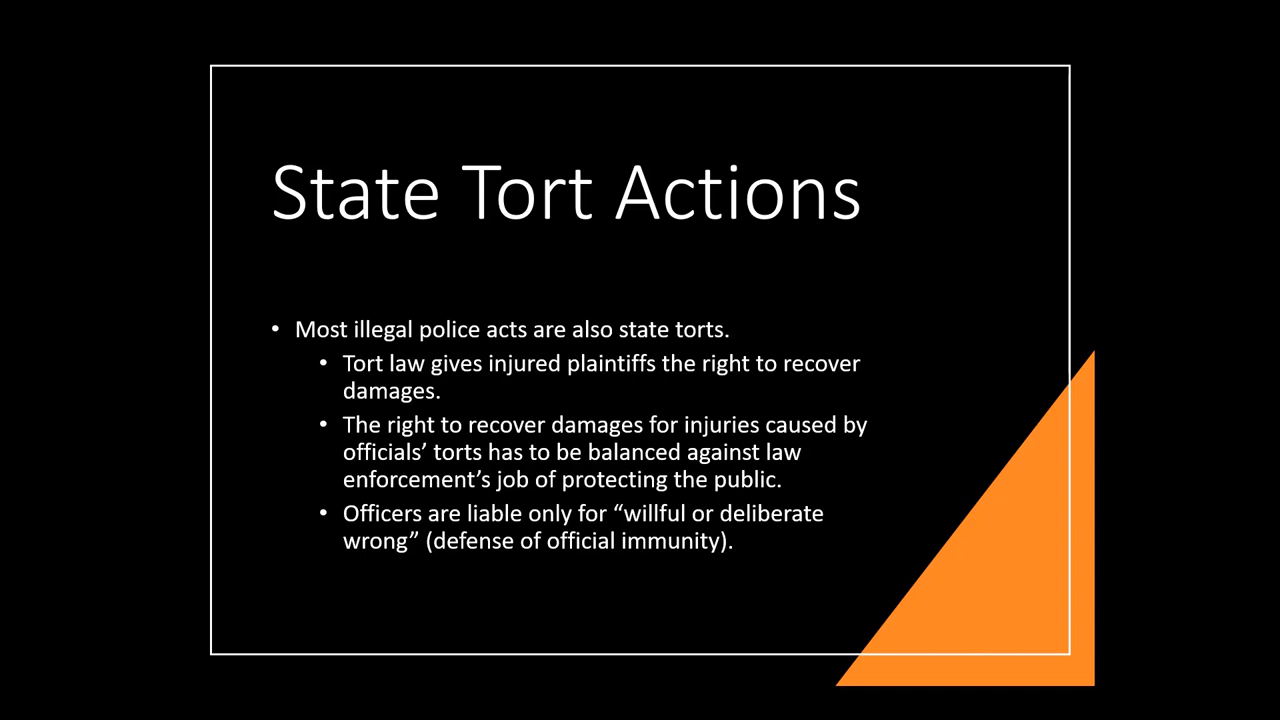 State Tort Actions
• Most illegal police acts are also state torts.
• Tort law gives injured plaintiffs the right to recover
damages.
• The right to recover damages for injuries caused by
officials’ torts has to be balanced against law
enforcement’s job of protecting the public.
• Officers are liable only for “willful or deliberate
wrong” (defense of official immunity).